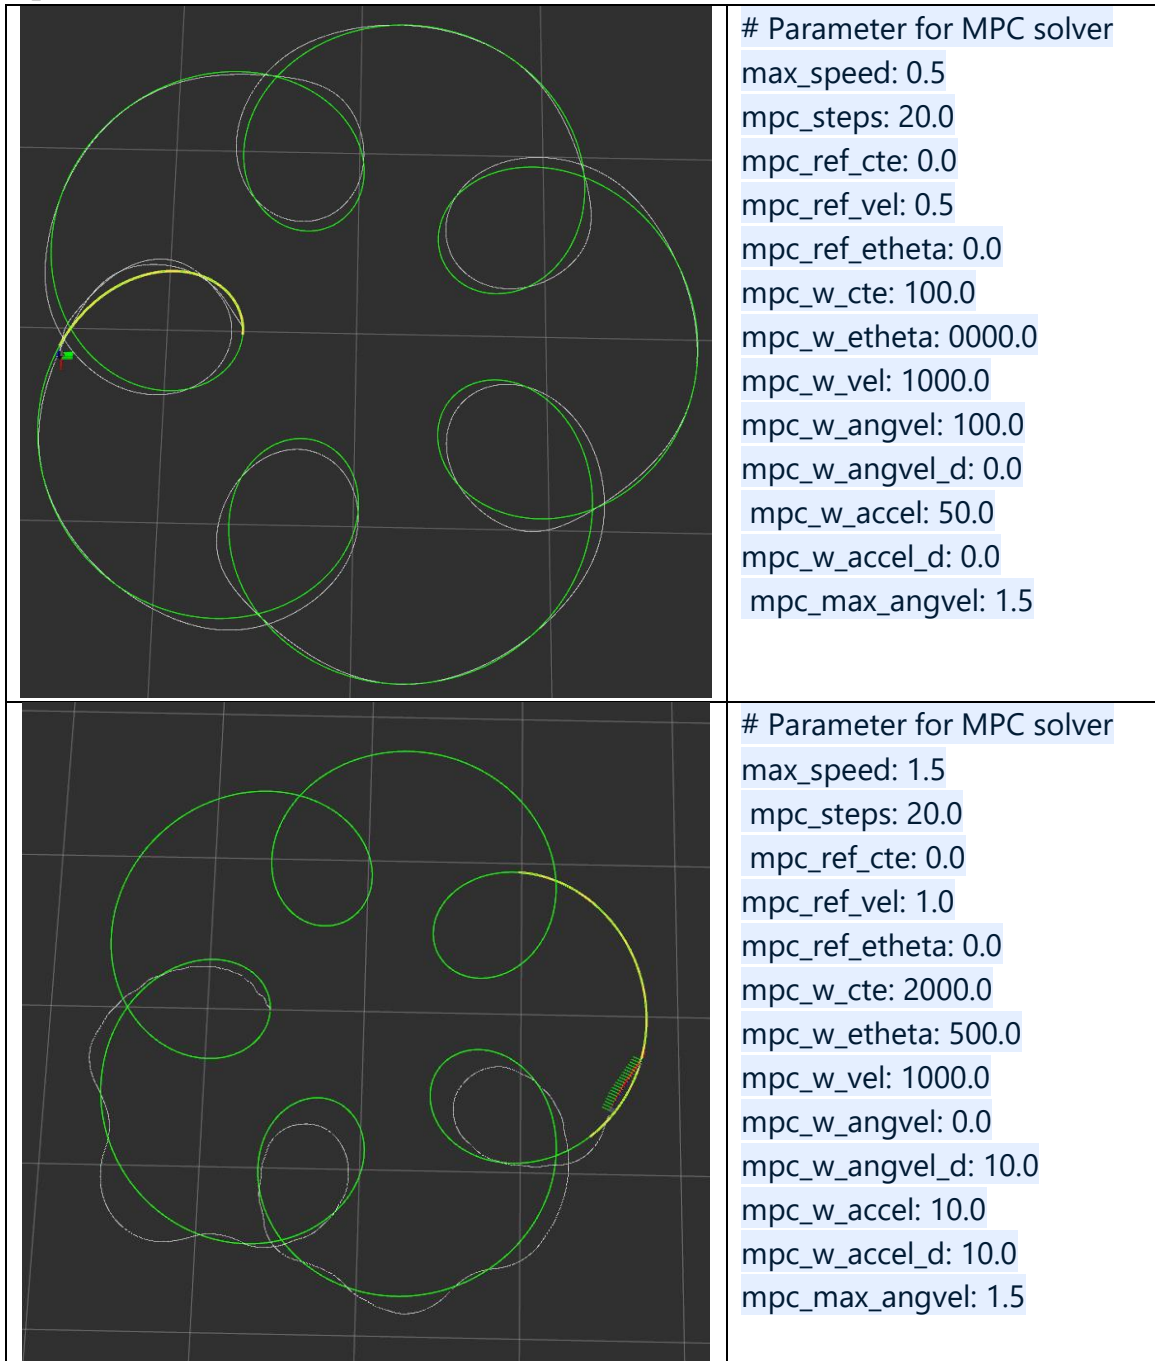 # Parameter for MPC solver
max_speed: 0.5
mpc_steps: 20.0
mpc_ref_cte: 0.0
mpc_ref_vel: 0.5
mpc_ref_etheta: 0.0
mpc_w_cte: 100.0
mpc_w_etheta: 0000.0
mpc_w_vel: 1000.0
mpc_w_angvel: 100.0
mpc_w_angvel_d: 0.0
mpc_w_accel: 50.0
mpc_w_accel_d: 0.0
mpc_max_angvel: 1.5
# Parameter for MPC solver
max_speed: 1.5
mpc_steps: 20.0
mpc_ref_cte: 0.0
mpc_ref_vel: 1.0
mpc_ref_etheta: 0.0
mpc_w_cte: 2000.0
mpc_w_etheta: 500.0
mpc_w_vel: 1000.0
mpc_w_angvel: 0.0
mpc_w_angvel_d: 10.0
mpc_w_accel: 10.0
mpc_w_accel_d: 10.0
mpc_max_angvel: 1.5